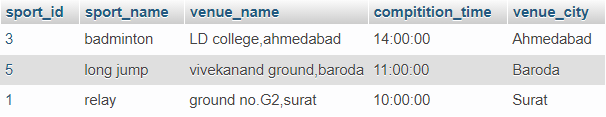 sport_id sport_name venue_name compitition_time venue_city
3 badminton LD college,ahmedabad 14:00:00 Ahmedabad
5 long jump vivekanand ground,baroda 11:00:00 Baroda
1 relay ground no.G2,surat 10:00:00 Surat